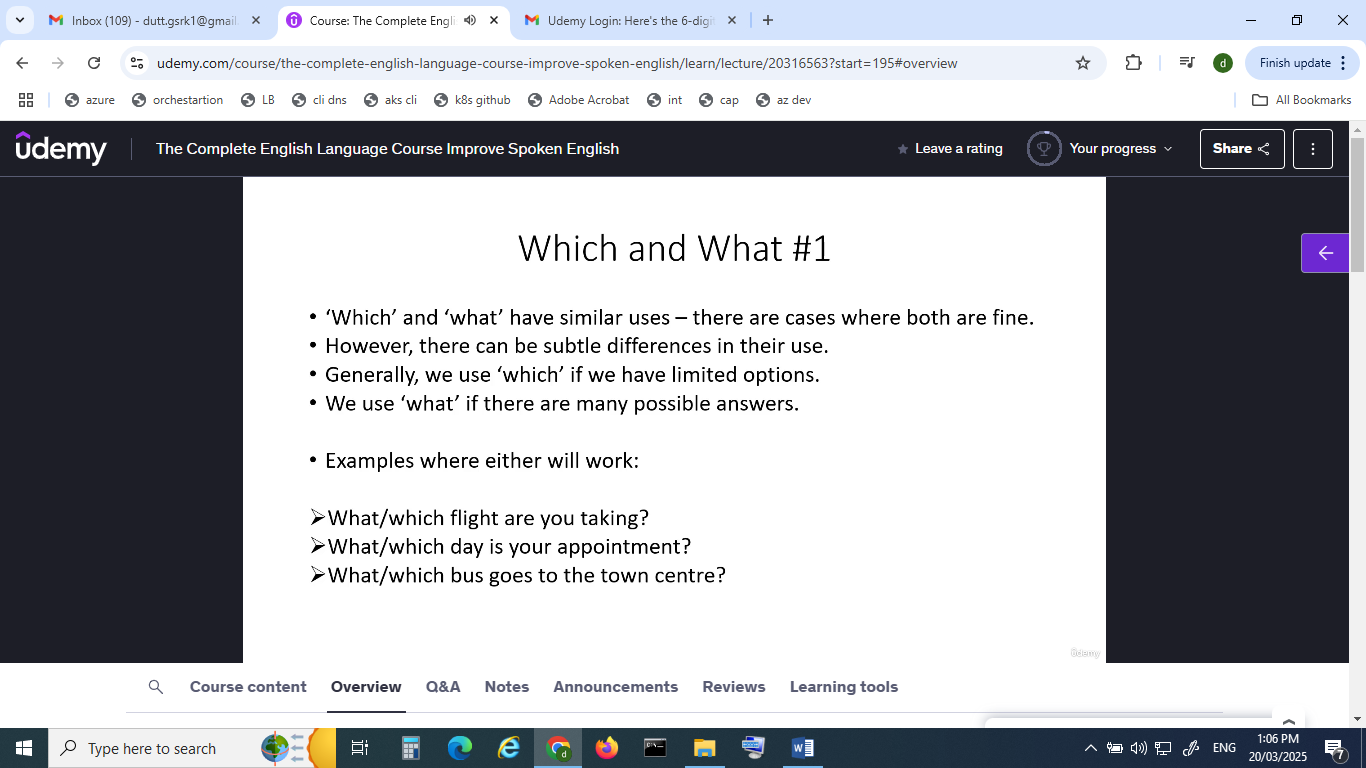 Inbox (109) - dutt.gsrk1@gmail.
Course: The Complete Engli
Udemy Login: Here's the 6-digi
udemy.com/course/the-complete-english-language-course-improve-spoken-english/learn/lecture/20316563?start=195#overview
d
Finish update
azure
orchestartion
LB
cli dns
aks cli
k8s github
Adobe Acrobat
int
cap
az dev
All Bookmarks
ûdemy
The Complete English Language Course Improve Spoken English
Leave a rating
Your progress
Share
Which and What #1
• ‘Which’ and ‘what’ have similar uses – there are cases where both are fine.
• However, there can be subtle differences in their use.
• Generally, we use ‘which’ if we have limited options.
• We use ‘what’ if there are many possible answers.
• Examples where either will work:
➢What/which flight are you taking?
➢What/which day is your appointment?
➢What/which bus goes to the town centre?
ûdemy
Course content
Overview
Q&A
Notes
Announcements
Reviews
Learning tools
Type here to search
d
ENG
1:06 PM
20/03/2025
7